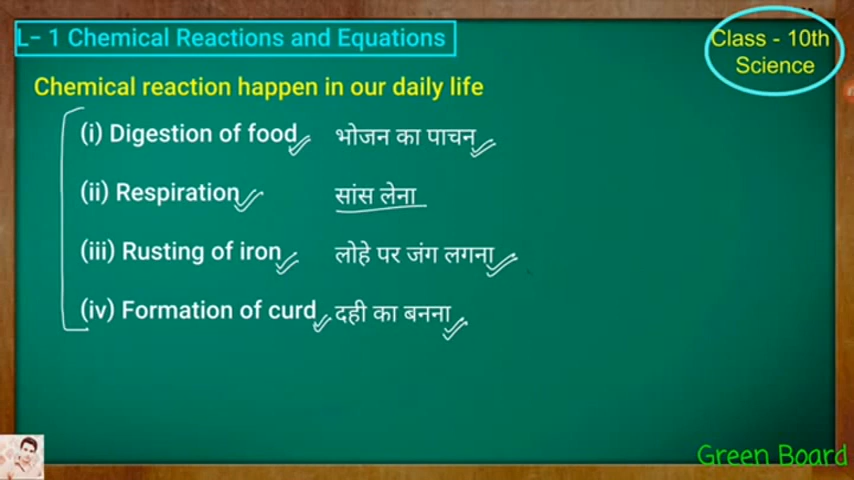 L– 1 Chemical Reactions and Equations
Class - 10th
Science
Chemical reaction happen in our daily life
(i) Digestion of food भोजन का पाचन
(ii) Respiration सांस लेना
(iii) Rusting of iron लोहे पर जंग लगना
(iv) Formation of curd दही का बनना
Green Board